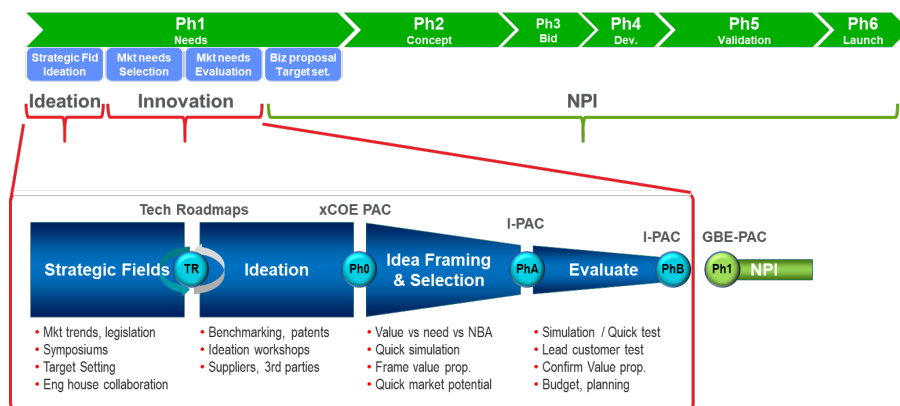 Ph1
Needs
Ph2
Concept
Ph3
Bid
Ph4
Dev.
Ph5
Validation
Ph6
Launch
Strategic Fld
Ideation
Mkt needs
Selection
Mkt needs
Evaluation
Biz proposal
Target set.
Ideation
Innovation
NPI
Tech Roadmaps
xCOE PAC
I-PAC
I-PAC
GBE-PAC
Strategic Fields
TR
Ideation
Ph0
Idea Framing
& Selection
PhA
Evaluate
PhB
Ph1
NPI
• Mkt trends, legislation
• Symposiums
• Target Setting
• Eng house collaboration
• Benchmarking, patents
• Ideation workshops
• Suppliers, 3rd parties
• Value vs need vs NBA
• Quick simulation
• Frame value prop.
• Quick market potential
• Simulation / Quick test
• Lead customer test
• Confirm Value prop.
• Budget, planning